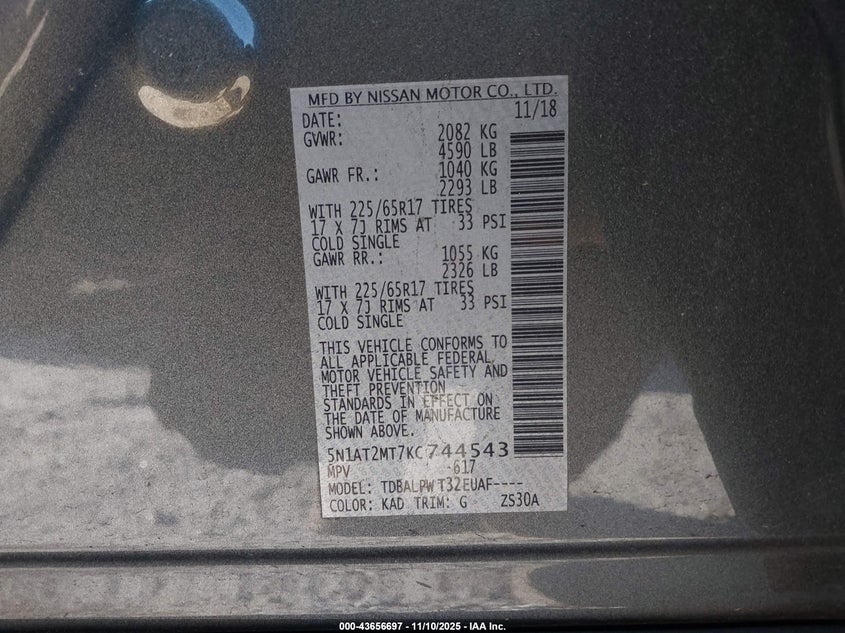 MFD BY NISSAN MOTOR CO., LTD.
DATE: 11/18
GVWR: 2082 KG
4590 LB
GAWR FR.: 1040 KG
2293 LB
WITH 225/65R17 TIRES
17 X 7J RIMS AT 33 PSI
COLD SINGLE
GAWR RR.: 1055 KG
2326 LB
WITH 225/65R17 TIRES
17 X 7J RIMS AT 33 PSI
COLD SINGLE
THIS VEHICLE CONFORMS TO
ALL APPLICABLE FEDERAL
MOTOR VEHICLE SAFETY AND
THEFT PREVENTION
STANDARDS IN EFFECT ON
THE DATE OF MANUFACTURE
SHOWN ABOVE.
5N1AT2MT7KC744543
MPV -617
MODEL: TDBALPWT32EUAF----
COLOR: KAD TRIM: G ZS30A
000-43656697 - 11/10/2025 - IAA Inc.